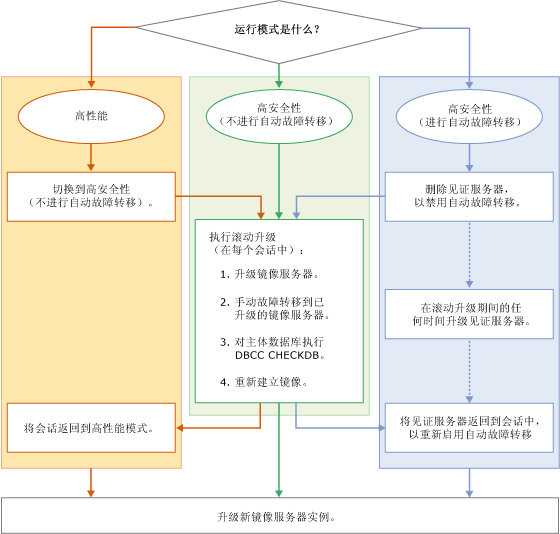 运行模式是什么？
高性能
高安全性
（不进行自动故障转移）
高安全性
（进行自动故障转移）
切换到高安全性
（不进行自动故障转移）。
删除见证服务器，
以禁用自动故障转移。
执行滚动升级
（在每个会话中）：
1. 升级镜像服务器。
2. 手动故障转移到已
升级的镜像服务器。
3. 对主体数据库执行
DBCC CHECKDB。
4. 重新建立镜像。
在滚动升级期间的任
何时间升级见证服务器。
将会话返回到高性能模式。
将见证服务器返回到会话中，
以重新启用自动故障转移
升级新镜像服务器实例。